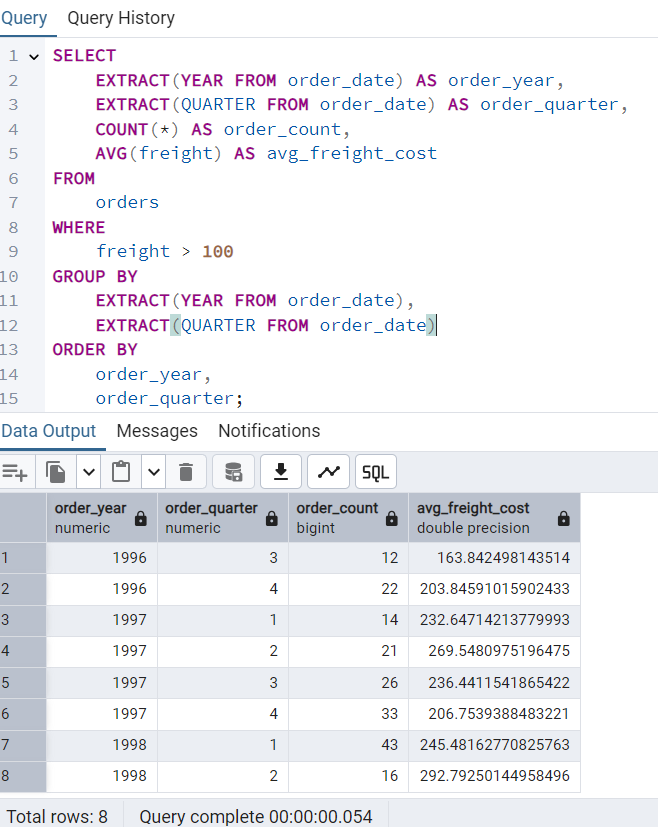 Query Query History
1 SELECT
2 EXTRACT(YEAR FROM order_date) AS order_year,
3 EXTRACT(QUARTER FROM order_date) AS order_quarter,
4 COUNT(*) AS order_count,
5 AVG(freight) AS avg_freight_cost
6 FROM
7 orders
8 WHERE
9 freight > 100
10 GROUP BY
11 EXTRACT(YEAR FROM order_date),
12 EXTRACT(QUARTER FROM order_date)
13 ORDER BY
14 order_year,
15 order_quarter;
Data Output Messages Notifications
SQL
order_year order_quarter order_count avg_freight_cost
numeric numeric bigint double precision
1 1996 3 12 163.842498143514
2 1996 4 22 203.84591015902433
3 1997 1 14 232.64714213779993
4 1997 2 21 269.5480975196475
5 1997 3 26 236.4411541865422
6 1997 4 33 206.7539388483221
7 1998 1 43 245.48162770825763
8 1998 2 16 292.79250144958496
Total rows: 8 Query complete 00:00:00.054